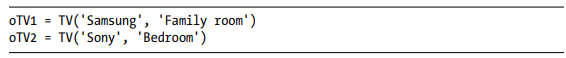 oTV1 = TV('Samsung', 'Family room')
oTV2 = TV('Sony', 'Bedroom')